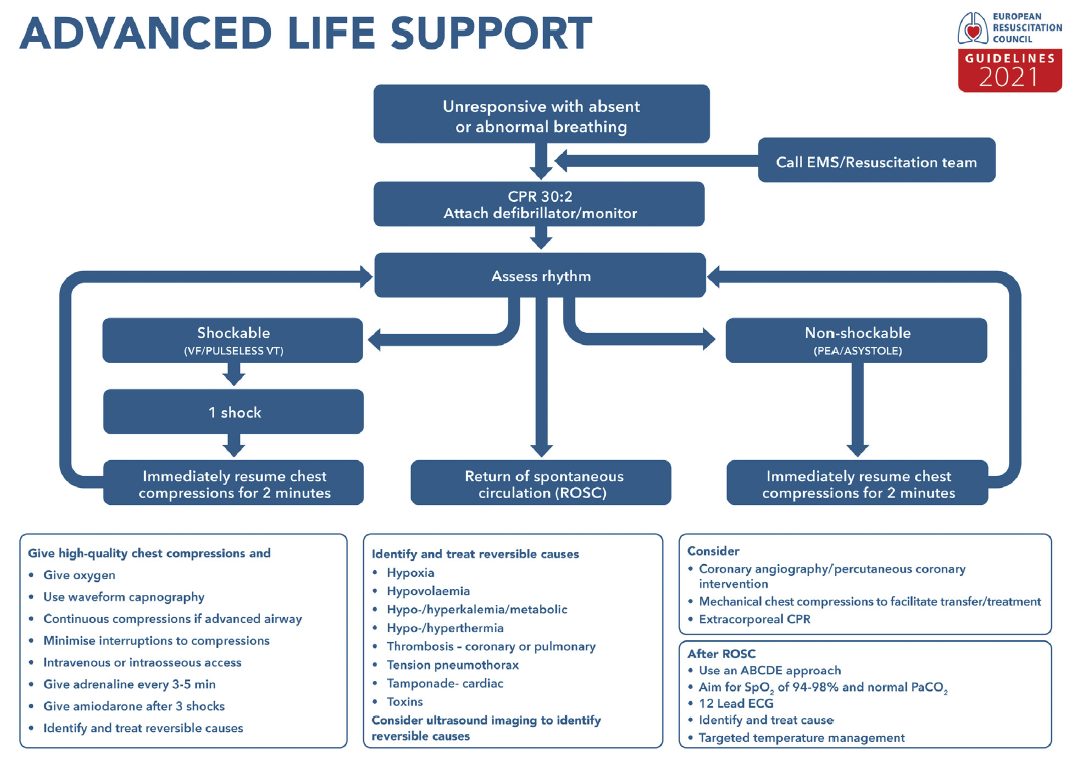 ADVANCED LIFE SUPPORT
EUROPEAN
RESUSCITATION
COUNCIL
GUIDELINES
2021
Unresponsive with absent
or abnormal breathing
Call EMS/Resuscitation team
CPR 30:2
Attach defibrillator/monitor
Assess rhythm
Shockable
(VF/PULSELESS VT)
Non-shockable
(PEA/ASYSTOLE)
1 shock
Immediately resume chest
compressions for 2 minutes
Return of spontaneous
circulation (ROSC)
Immediately resume chest
compressions for 2 minutes
Give high-quality chest compressions and
• Give oxygen
• Use waveform capnography
• Continuous compressions if advanced airway
• Minimise interruptions to compressions
• Intravenous or intraosseous access
• Give adrenaline every 3-5 min
• Give amiodarone after 3 shocks
• Identify and treat reversible causes
Identify and treat reversible causes
• Hypoxia
• Hypovolaemia
• Hypo-/hyperkalemia/metabolic
• Hypo-/hyperthermia
• Thrombosis – coronary or pulmonary
• Tension pneumothorax
• Tamponade- cardiac
• Toxins
Consider ultrasound imaging to identify
reversible causes
Consider
• Coronary angiography/percutaneous coronary
intervention
• Mechanical chest compressions to facilitate transfer/treatment
• Extracorporeal CPR
After ROSC
• Use an ABCDE approach
• Aim for SpO₂ of 94-98% and normal PaCO₂
• 12 Lead ECG
• Identify and treat cause
• Targeted temperature management